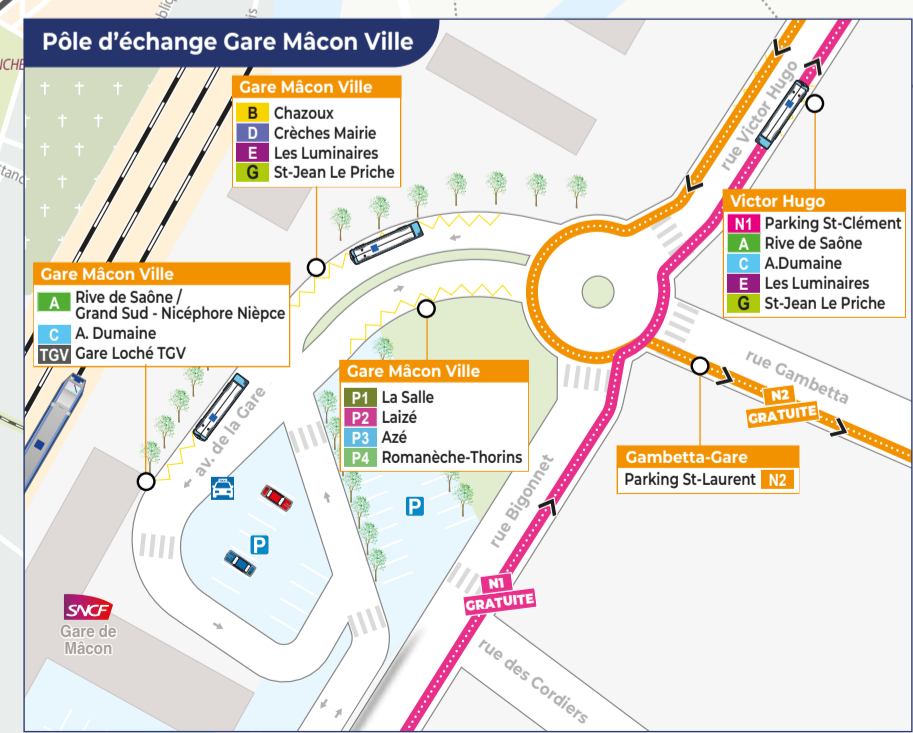 Pôle d'échange Gare Mâcon Ville
Gare Mâcon Ville
B Chazoux
D Crèches Mairie
E Les Luminaires
G St-Jean Le Priche
rue Victor Hugo
Victor Hugo
N1 Parking St-Clément
A Rive de Saône
C A.Dumaine
E Les Luminaires
G St-Jean Le Priche
Gare Mâcon Ville
A Rive de Saône /
Grand Sud - Nicéphore Nièpce
C A. Dumaine
TGV Gare Loché TGV
Gare Mâcon Ville
P1 La Salle
P2 Laizé
P3 Azé
P4 Romanèche-Thorins
rue Gambetta
N2
GRATUITE
Gambetta-Gare
Parking St-Laurent N2
av. de la Gare
P
P
rue Bigonnet
N1
GRATUITE
SNCF
Gare de
Mâcon
rue des Cordiers